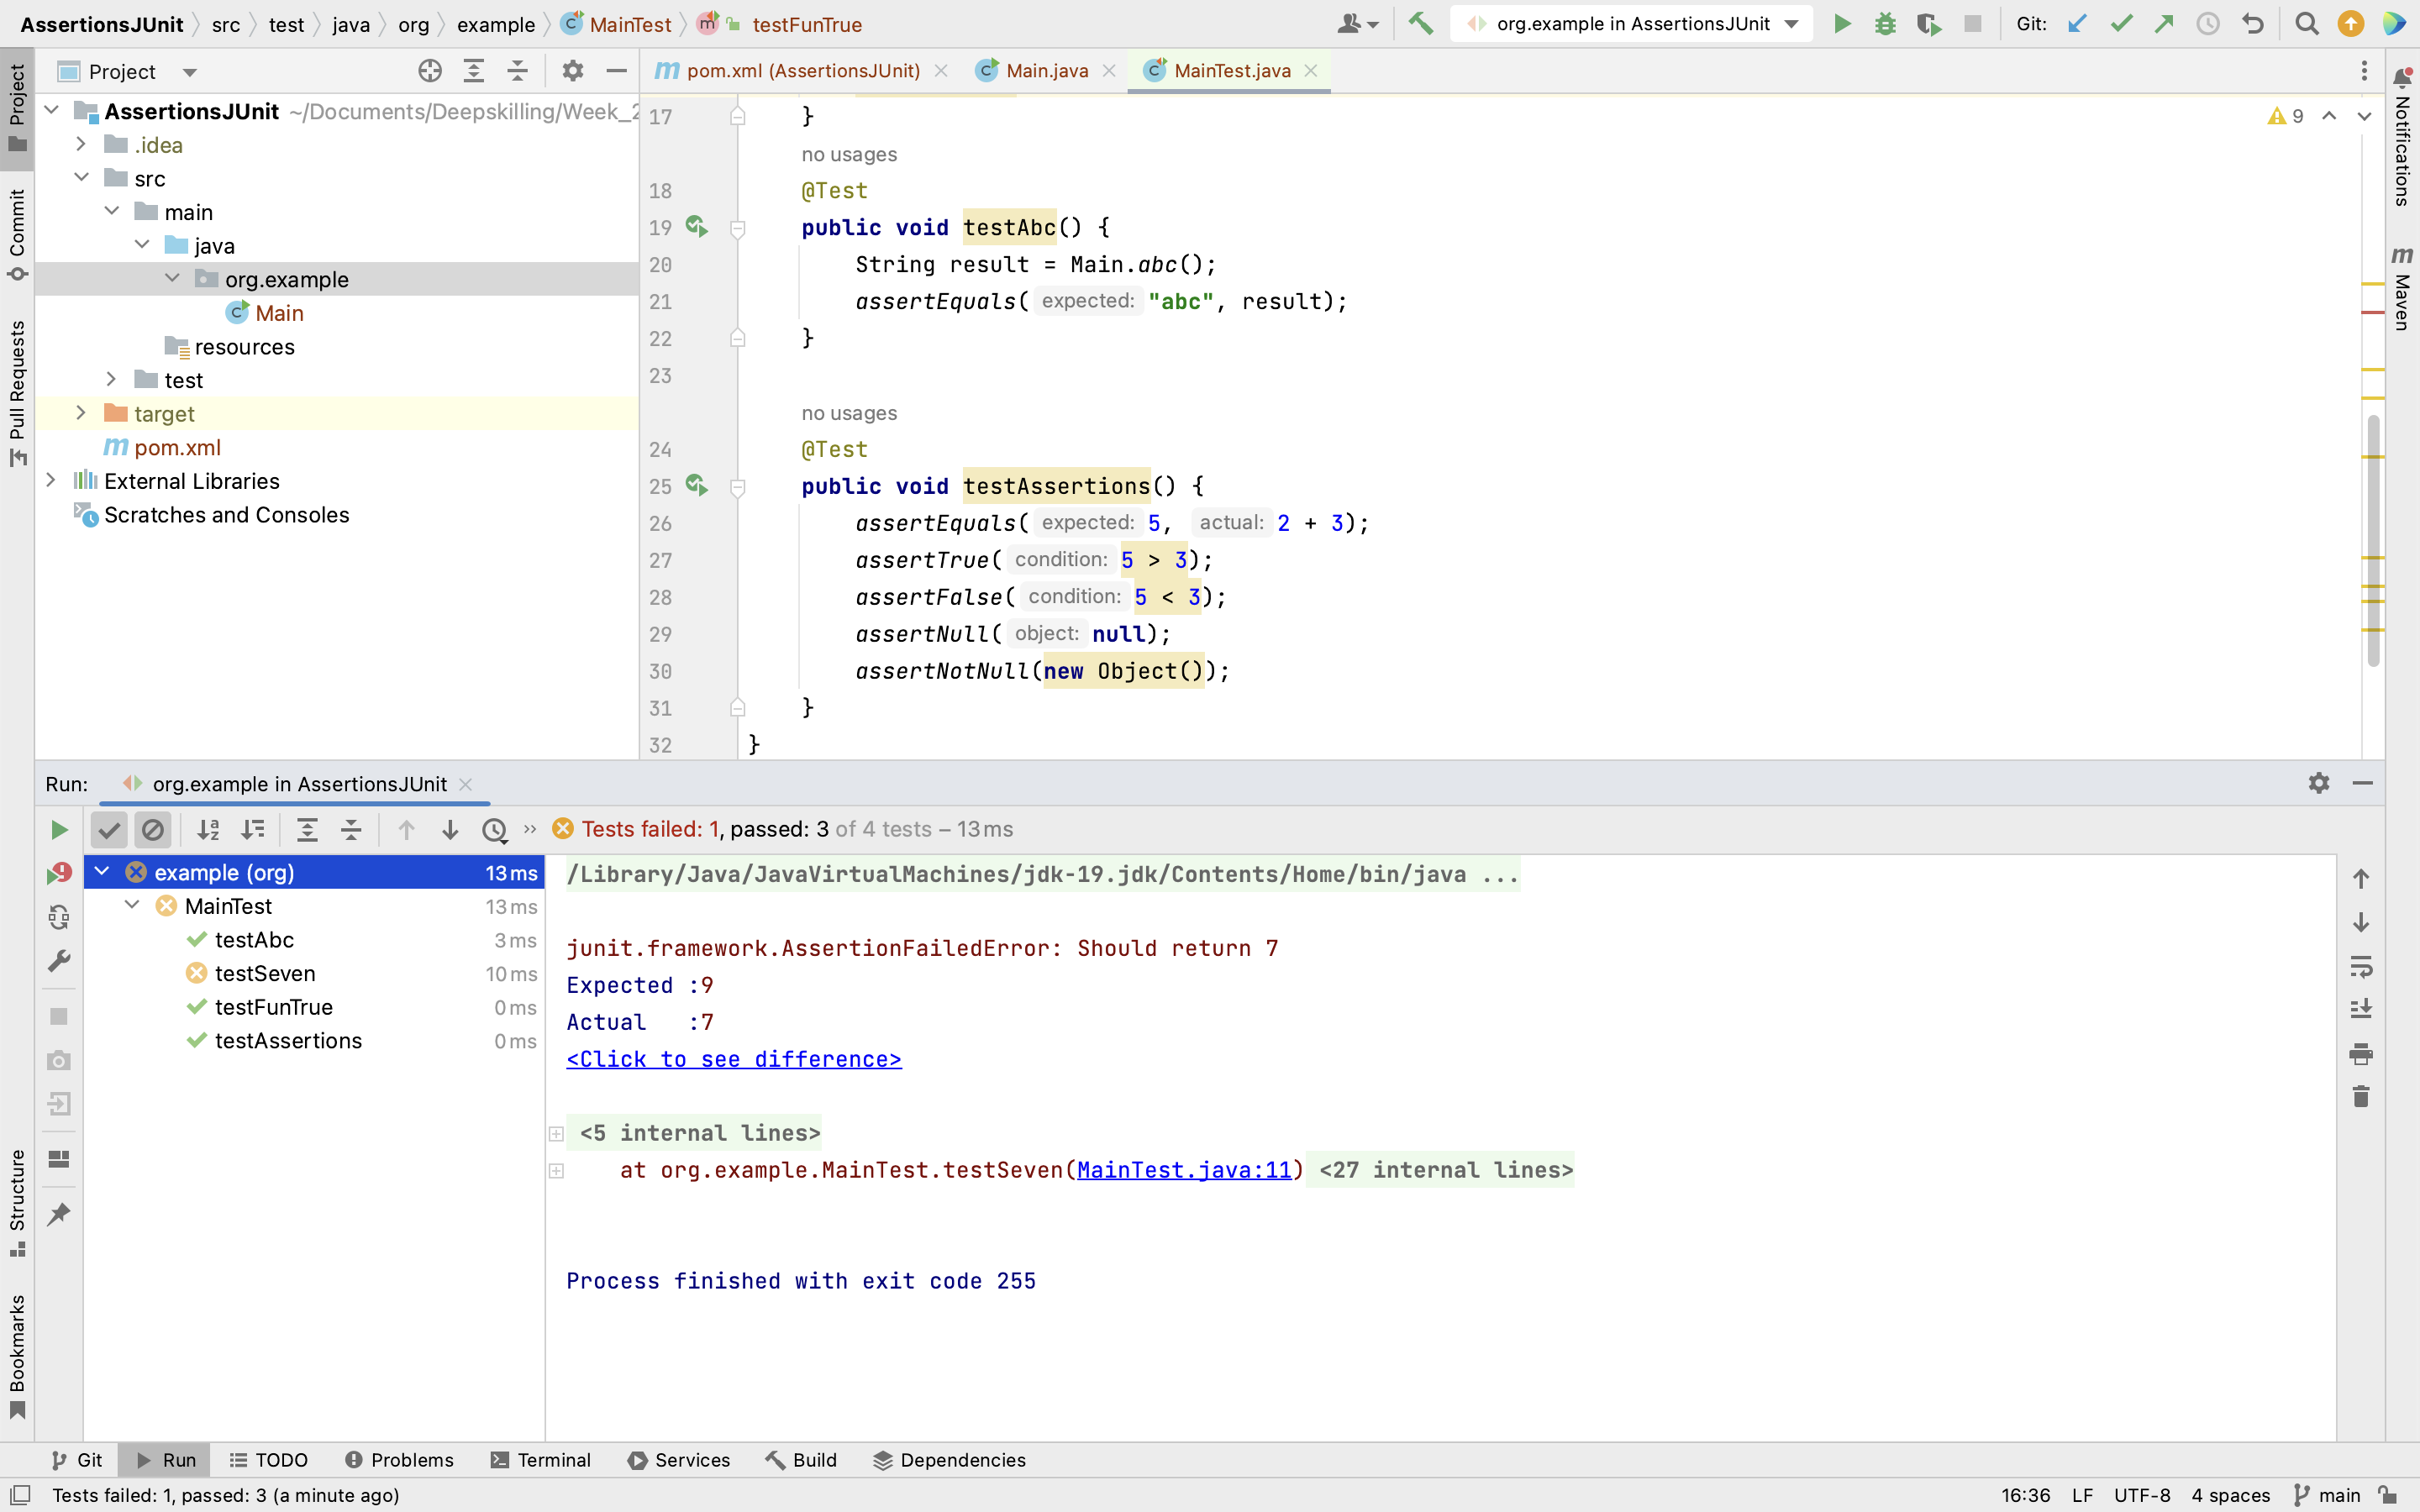 AssertionsJUnit src test java org example MainTest testFunTrue org.example in AssertionsJUnit Git:
Project
pom.xml (AssertionsJUnit) Main.java MainTest.java
Project
Commit
Pull Requests
Structure
Bookmarks
Notifications
Maven
AssertionsJUnit ~/Documents/Deepskilling/Week_2
.idea
src
main
java
org.example
Main
resources
test
target
pom.xml
External Libraries
Scratches and Consoles
9
17 }
no usages
18 @Test
19 public void testAbc() {
20 String result = Main.abc();
21 assertEquals( expected: "abc", result);
22 }
23
no usages
24 @Test
25 public void testAssertions() {
26 assertEquals( expected: 5, actual: 2 + 3);
27 assertTrue( condition: 5 > 3);
28 assertFalse( condition: 5 < 3);
29 assertNull( object: null);
30 assertNotNull(new Object());
31 }
32 }
Run: org.example in AssertionsJUnit
Tests failed: 1, passed: 3 of 4 tests – 13 ms
example (org) 13 ms
MainTest 13 ms
testAbc 3 ms
testSeven 10 ms
testFunTrue 0 ms
testAssertions 0 ms
/Library/Java/JavaVirtualMachines/jdk-19.jdk/Contents/Home/bin/java ...
junit.framework.AssertionFailedError: Should return 7
Expected :9
Actual :7
<Click to see difference>
<5 internal lines>
at org.example.MainTest.testSeven(MainTest.java:11) <27 internal lines>
Process finished with exit code 255
Git Run TODO Problems Terminal Services Build Dependencies
Tests failed: 1, passed: 3 (a minute ago) 16:36 LF UTF-8 4 spaces main